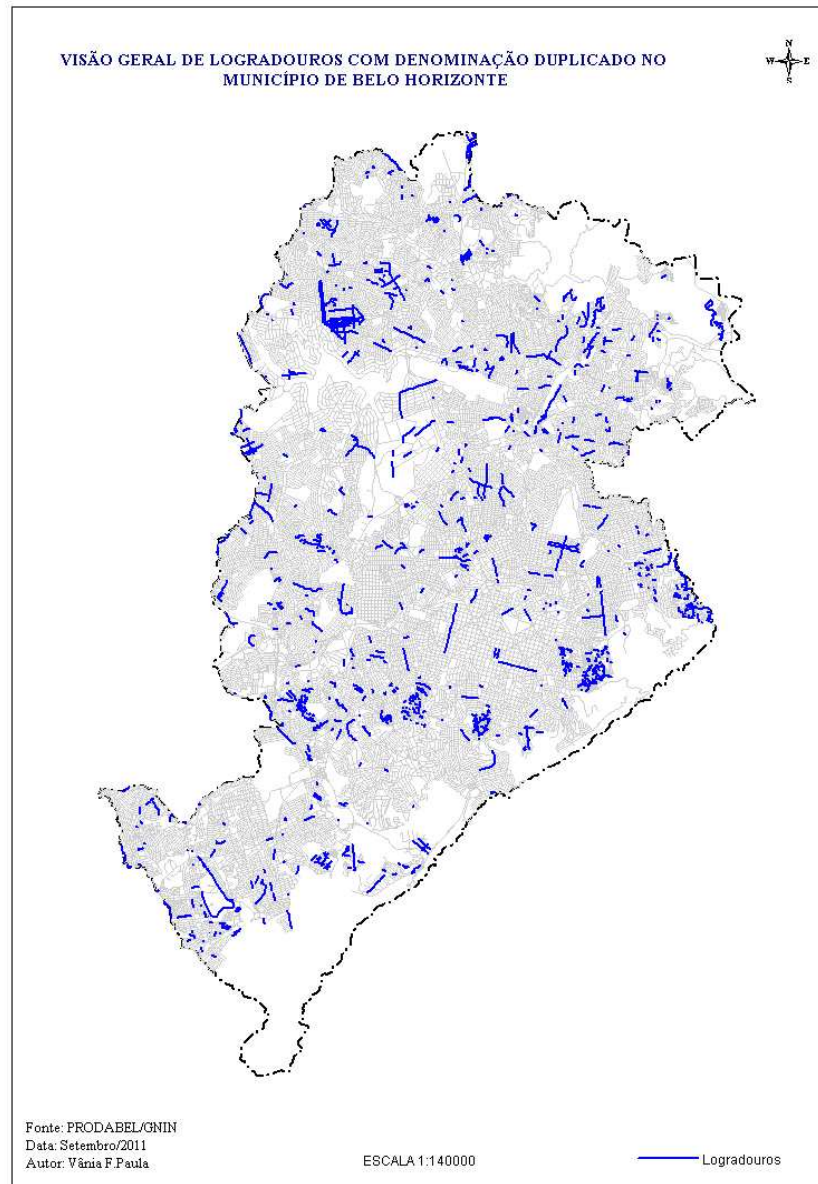 VISÃO GERAL DE LOGRADOUROS COM DENOMINAÇÃO DUPLICADO NO
MUNICÍPIO DE BELO HORIZONTE
N
W E
S
Fonte: PRODABEL/GNIN
Data: Setembro/2011
Autor: Vânia F.Paula
ESCALA 1:140000
Logradouros